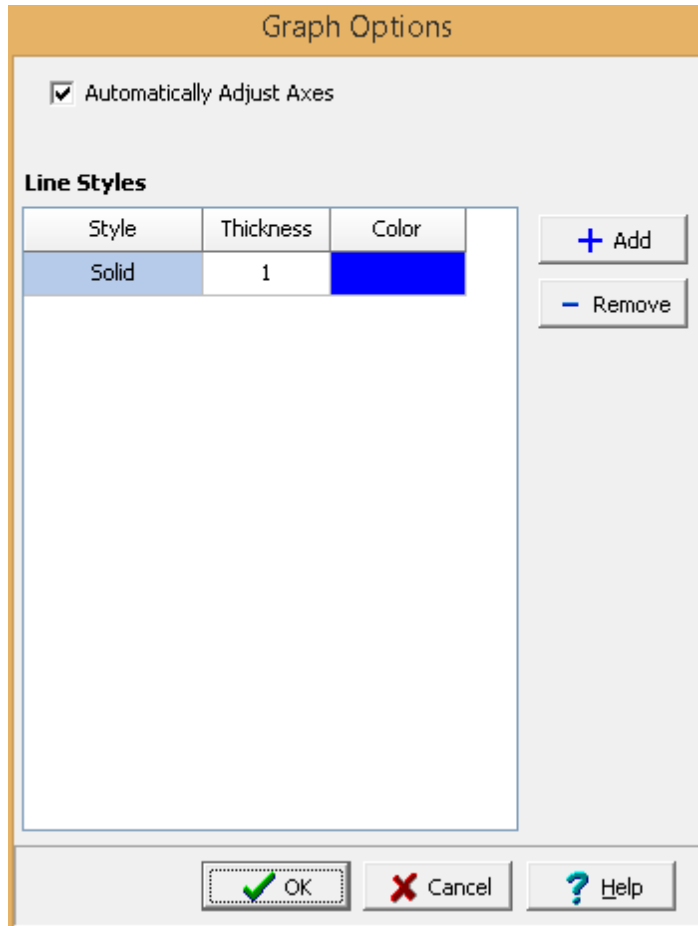 Graph Options
Automatically Adjust Axes
Line Styles
Style Thickness Color
Solid 1
+ Add
- Remove
OK Cancel ? Help